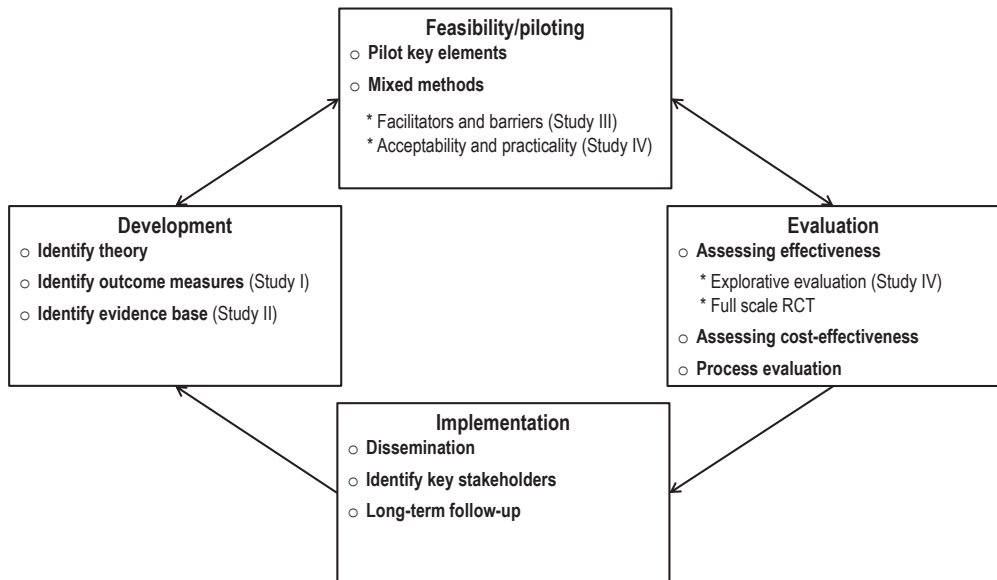 Feasibility/piloting
○ Pilot key elements
○ Mixed methods
* Facilitators and barriers (Study III)
* Acceptability and practicality (Study IV)
Development
○ Identify theory
○ Identify outcome measures (Study I)
○ Identify evidence base (Study II)
Evaluation
○ Assessing effectiveness
* Explorative evaluation (Study IV)
* Full scale RCT
○ Assessing cost-effectiveness
○ Process evaluation
Implementation
○ Dissemination
○ Identify key stakeholders
○ Long-term follow-up